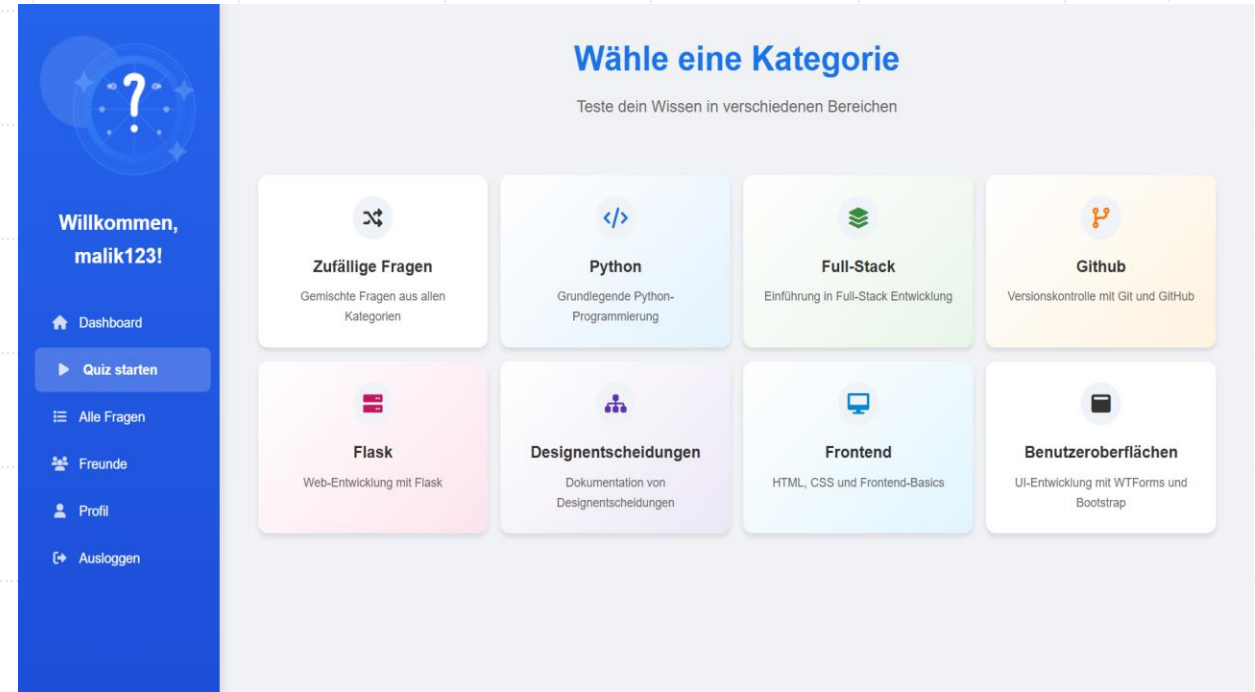 ?
Willkommen,
malik123!
Dashboard
Quiz starten
Alle Fragen
Freunde
Profil
Ausloggen
Wähle eine Kategorie
Teste dein Wissen in verschiedenen Bereichen
Zufällige Fragen
Gemischte Fragen aus allen
Kategorien
Python
Grundlegende Python-
Programmierung
Full-Stack
Einführung in Full-Stack Entwicklung
Github
Versionskontrolle mit Git und GitHub
Flask
Web-Entwicklung mit Flask
Designentscheidungen
Dokumentation von
Designentscheidungen
Frontend
HTML, CSS und Frontend-Basics
Benutzeroberflächen
UI-Entwicklung mit WTForms und
Bootstrap